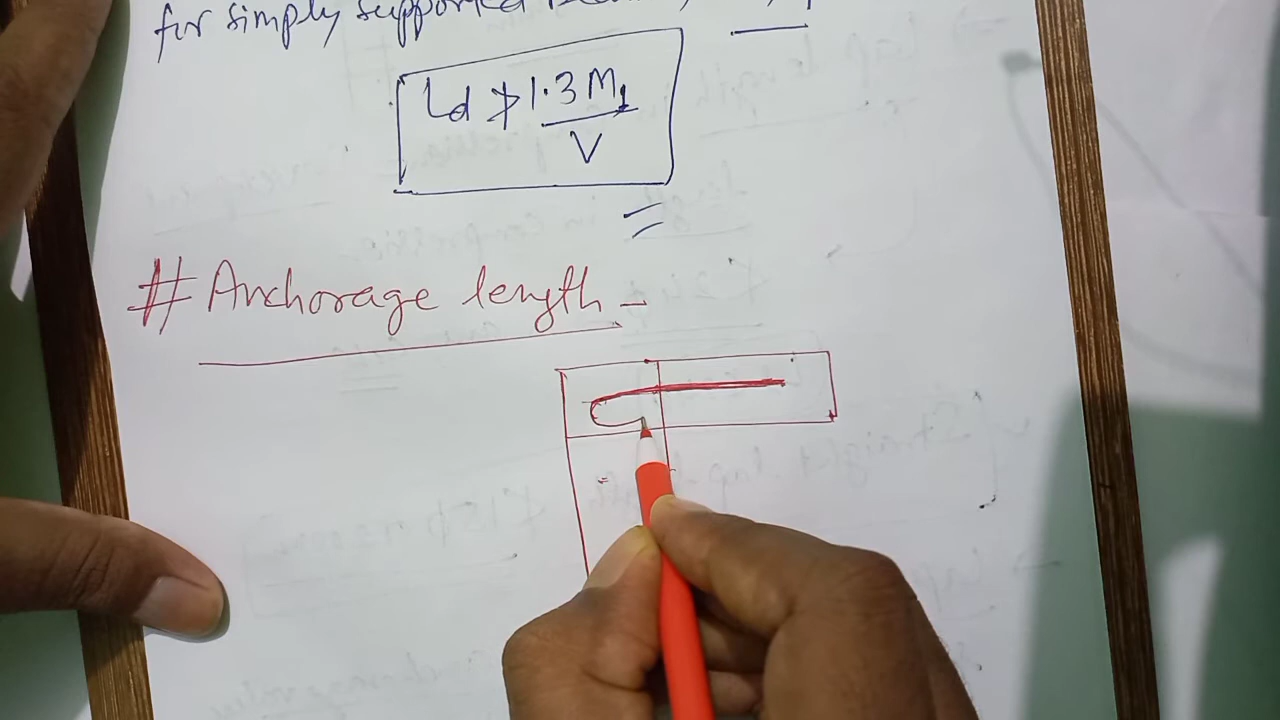 for simply supported
Ld ≯ 1.3 M1
V
# Anchorage length -